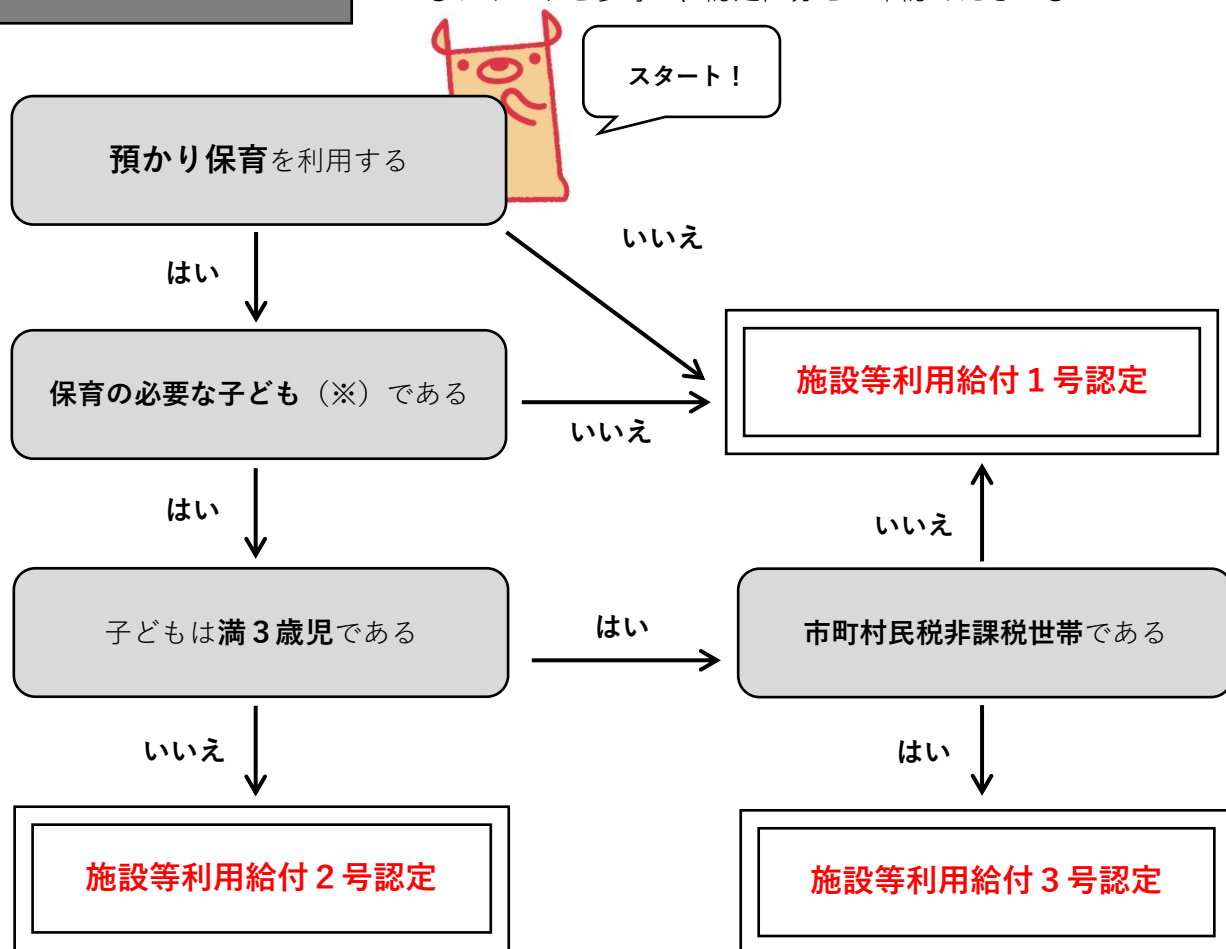 スタート！
預かり保育を利用する
いいえ
はい
保育の必要な子ども（※）である
いいえ
施設等利用給付１号認定
はい
いいえ
子どもは満３歳児である
はい
市町村民税非課税世帯である
いいえ
はい
施設等利用給付２号認定
施設等利用給付３号認定